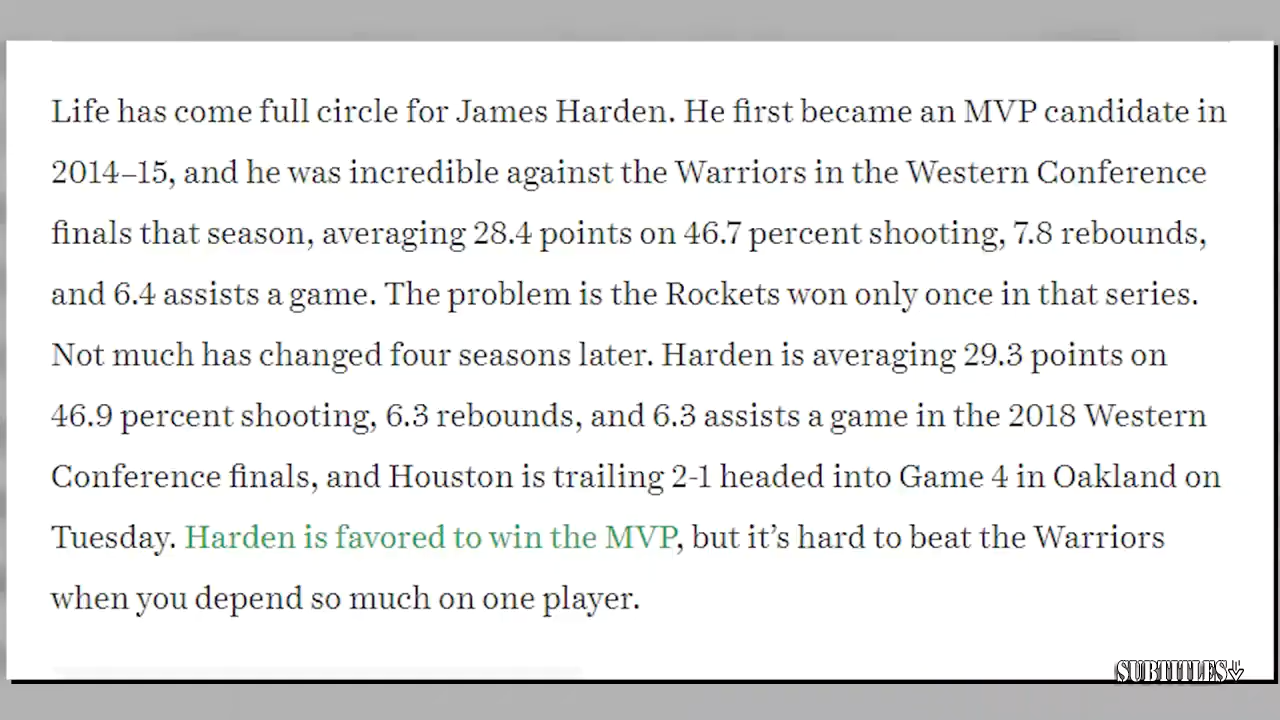 Life has come full circle for James Harden. He first became an MVP candidate in
2014–15, and he was incredible against the Warriors in the Western Conference
finals that season, averaging 28.4 points on 46.7 percent shooting, 7.8 rebounds,
and 6.4 assists a game. The problem is the Rockets won only once in that series.
Not much has changed four seasons later. Harden is averaging 29.3 points on
46.9 percent shooting, 6.3 rebounds, and 6.3 assists a game in the 2018 Western
Conference finals, and Houston is trailing 2-1 headed into Game 4 in Oakland on
Tuesday. Harden is favored to win the MVP, but it’s hard to beat the Warriors
when you depend so much on one player.
SUBTITLES